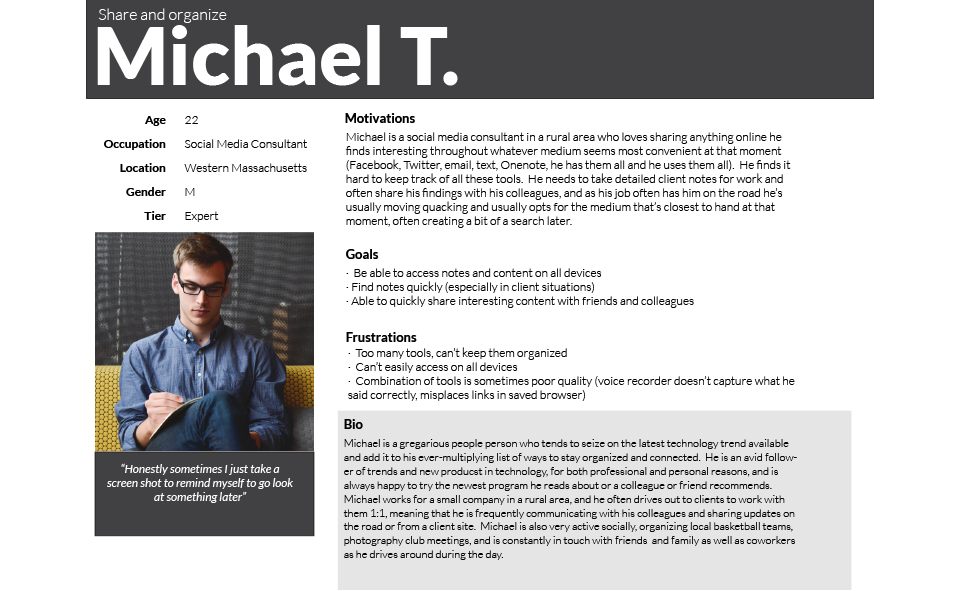 Share and organize
Michael T.
Age 22
Occupation Social Media Consultant
Location Western Massachusetts
Gender M
Tier Expert
“Honestly sometimes I just take a
screen shot to remind myself to go look
at something later”
Motivations
Michael is a social media consultant in a rural area who loves sharing anything online he
finds interesting throughout whatever medium seems most convenient at that moment
(Facebook, Twitter, email, text, Onenote, he has them all and he uses them all). He finds it
hard to keep track of all these tools. He needs to take detailed client notes for work and
often share his findings with his colleagues, and as his job often has him on the road he’s
usually moving quacking and usually opts for the medium that’s closest to hand at that
moment, often creating a bit of a search later.
Goals
· Be able to access notes and content on all devices
· Find notes quickly (especially in client situations)
· Able to quickly share interesting content with friends and colleagues
Frustrations
· Too many tools, can’t keep them organized
· Can’t easily access on all devices
· Combination of tools is sometimes poor quality (voice recorder doesn’t capture what he
said correctly, misplaces links in saved browser)
Bio
Michael is a gregarious people person who tends to seize on the latest technology trend available
and add it to his ever-multiplying list of ways to stay organized and connected. He is an avid follow-
er of trends and new producst in technology, for both professional and personal reasons, and is
always happy to try the newest program he reads about or a colleague or friend recommends.
Michael works for a small company in a rural area, and he often drives out to clients to work with
them 1:1, meaning that he is frequently communicating with his colleagues and sharing updates on
the road or from a client site. Michael is also very active socially, organizing local basketball teams,
photography club meetings, and is constantly in touch with friends and family as well as coworkers
as he drives around during the day.